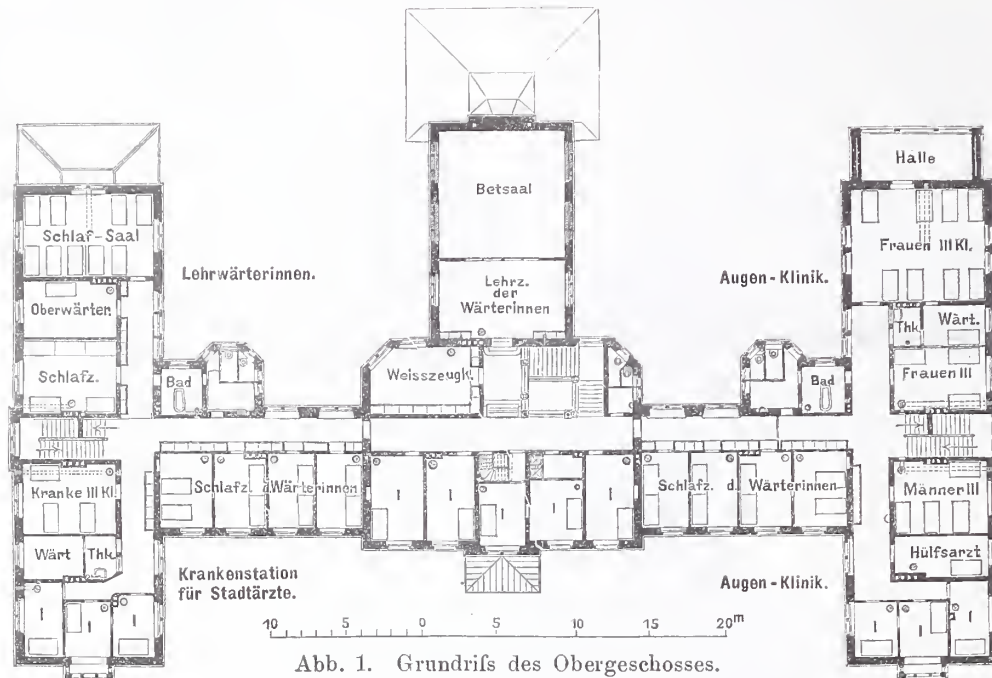 Halle
Betsaal
Schlaf-Saal
Frauen III Kl.
Lehrwärterinnen.
Augen-Klinik.
Lehrz.
der
Wärterinnen
Oberwärter.
Thk
Wärt.
Schlafz.
Bad
Weisszeugk.
Bad
Frauen III
Kranke III Kl.
Schlafz. d. Wärterinnen
I
I
I
I
I
Schlafz. d. Wärterinnen
Männer III
Wärt
Thk
Hülfsarzt
Krankenstation
für Stadtärzte.
Augen-Klinik.
I
I
I
I
I
I
10 5 0 5 10 15 20m
Abb. 1. Grundriſs des Obergeschosses.